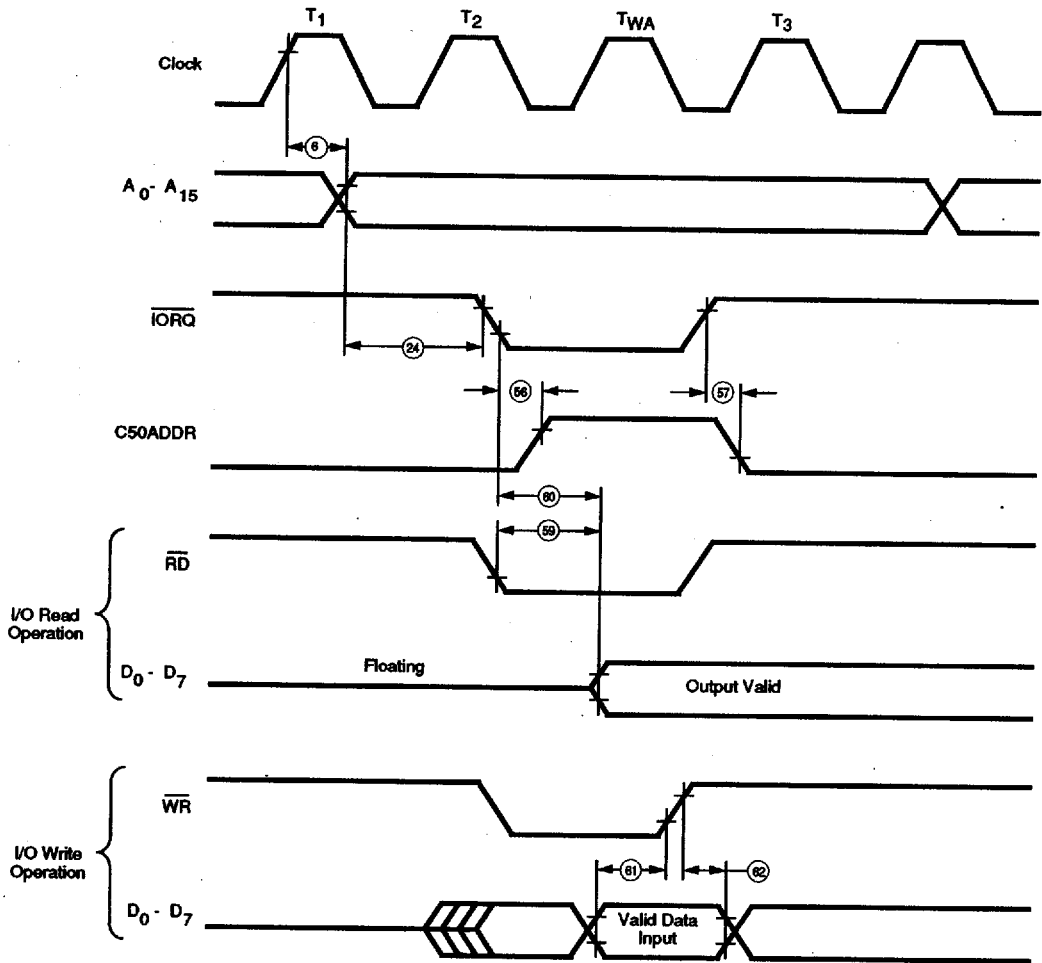 T1 T2 TWA T3
Clock
6
A0 - A15
IORQ
24
56 57
C50ADDR
60
59
RD
I/O Read
Operation
Floating
D0 - D7
Output Valid
WR
I/O Write
Operation
61 62
D0 - D7
Valid Data
Input